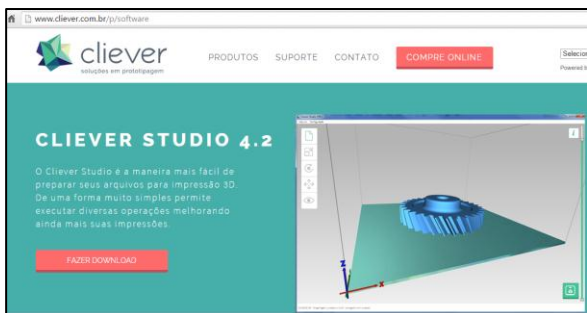 www.cliever.com.br/p/software
cliever
soluções em prototipagem
PRODUTOS SUPORTE CONTATO COMPRE ONLINE
Selecion
Powered b
CLIEVER STUDIO 4.2
O Cliever Studio é a maneira mais fácil de
preparar seus arquivos para impressão 3D.
De uma forma muito simples permite
executar diversas operações melhorando
ainda mais suas impressões.
FAZER DOWNLOAD
i
Z
X